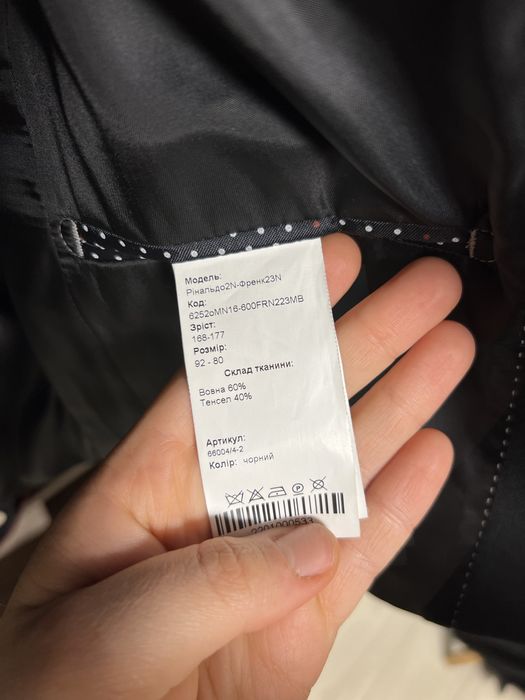 Модель:
Рінальдо2N-Френк23N
Код:
6252оMN16-600FRN223MB
Зріст:
168-177
Розмір:
92 - 80
Склад тканини:
Вовна 60%
Тенсел 40%
Артикул:
66004/4-2
Колір: чорний